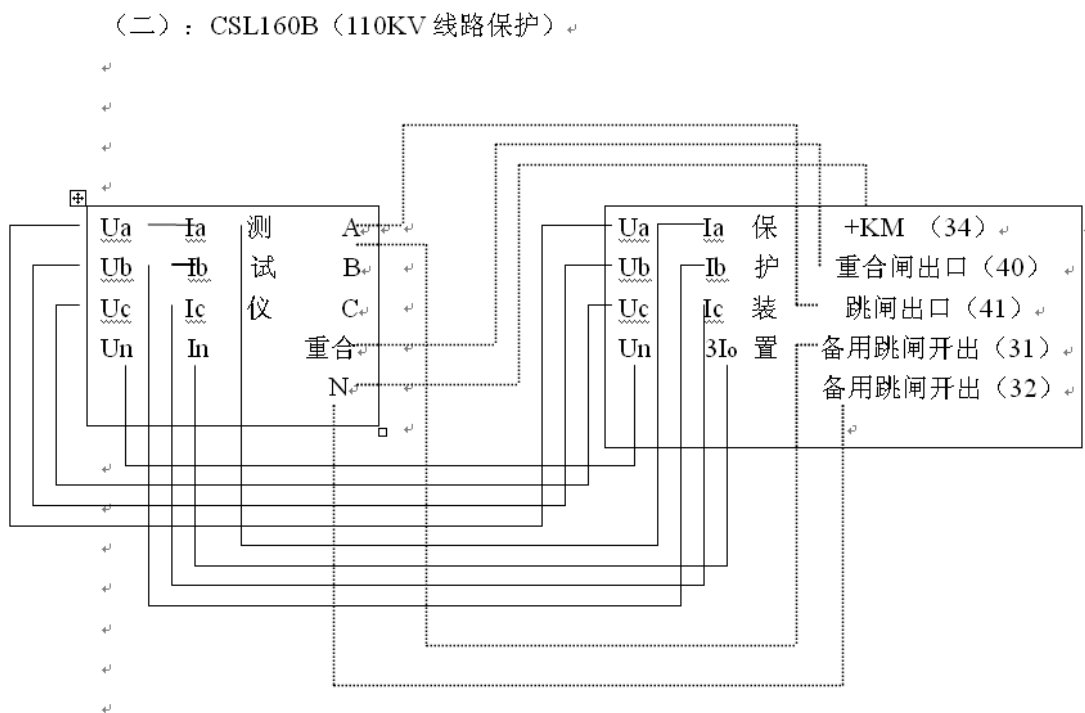 （二）：CSL160B（110KV 线路保护）
Ua Ia 测 A
Ub Ib 试 B
Uc Ic 仪 C
Un In 重合
N
Ua Ia 保 +KM （34）
Ub Ib 护 重合闸出口（40）
Uc Ic 装 跳闸出口（41）
Un 3Io 置 备用跳闸开出（31）
备用跳闸开出（32）